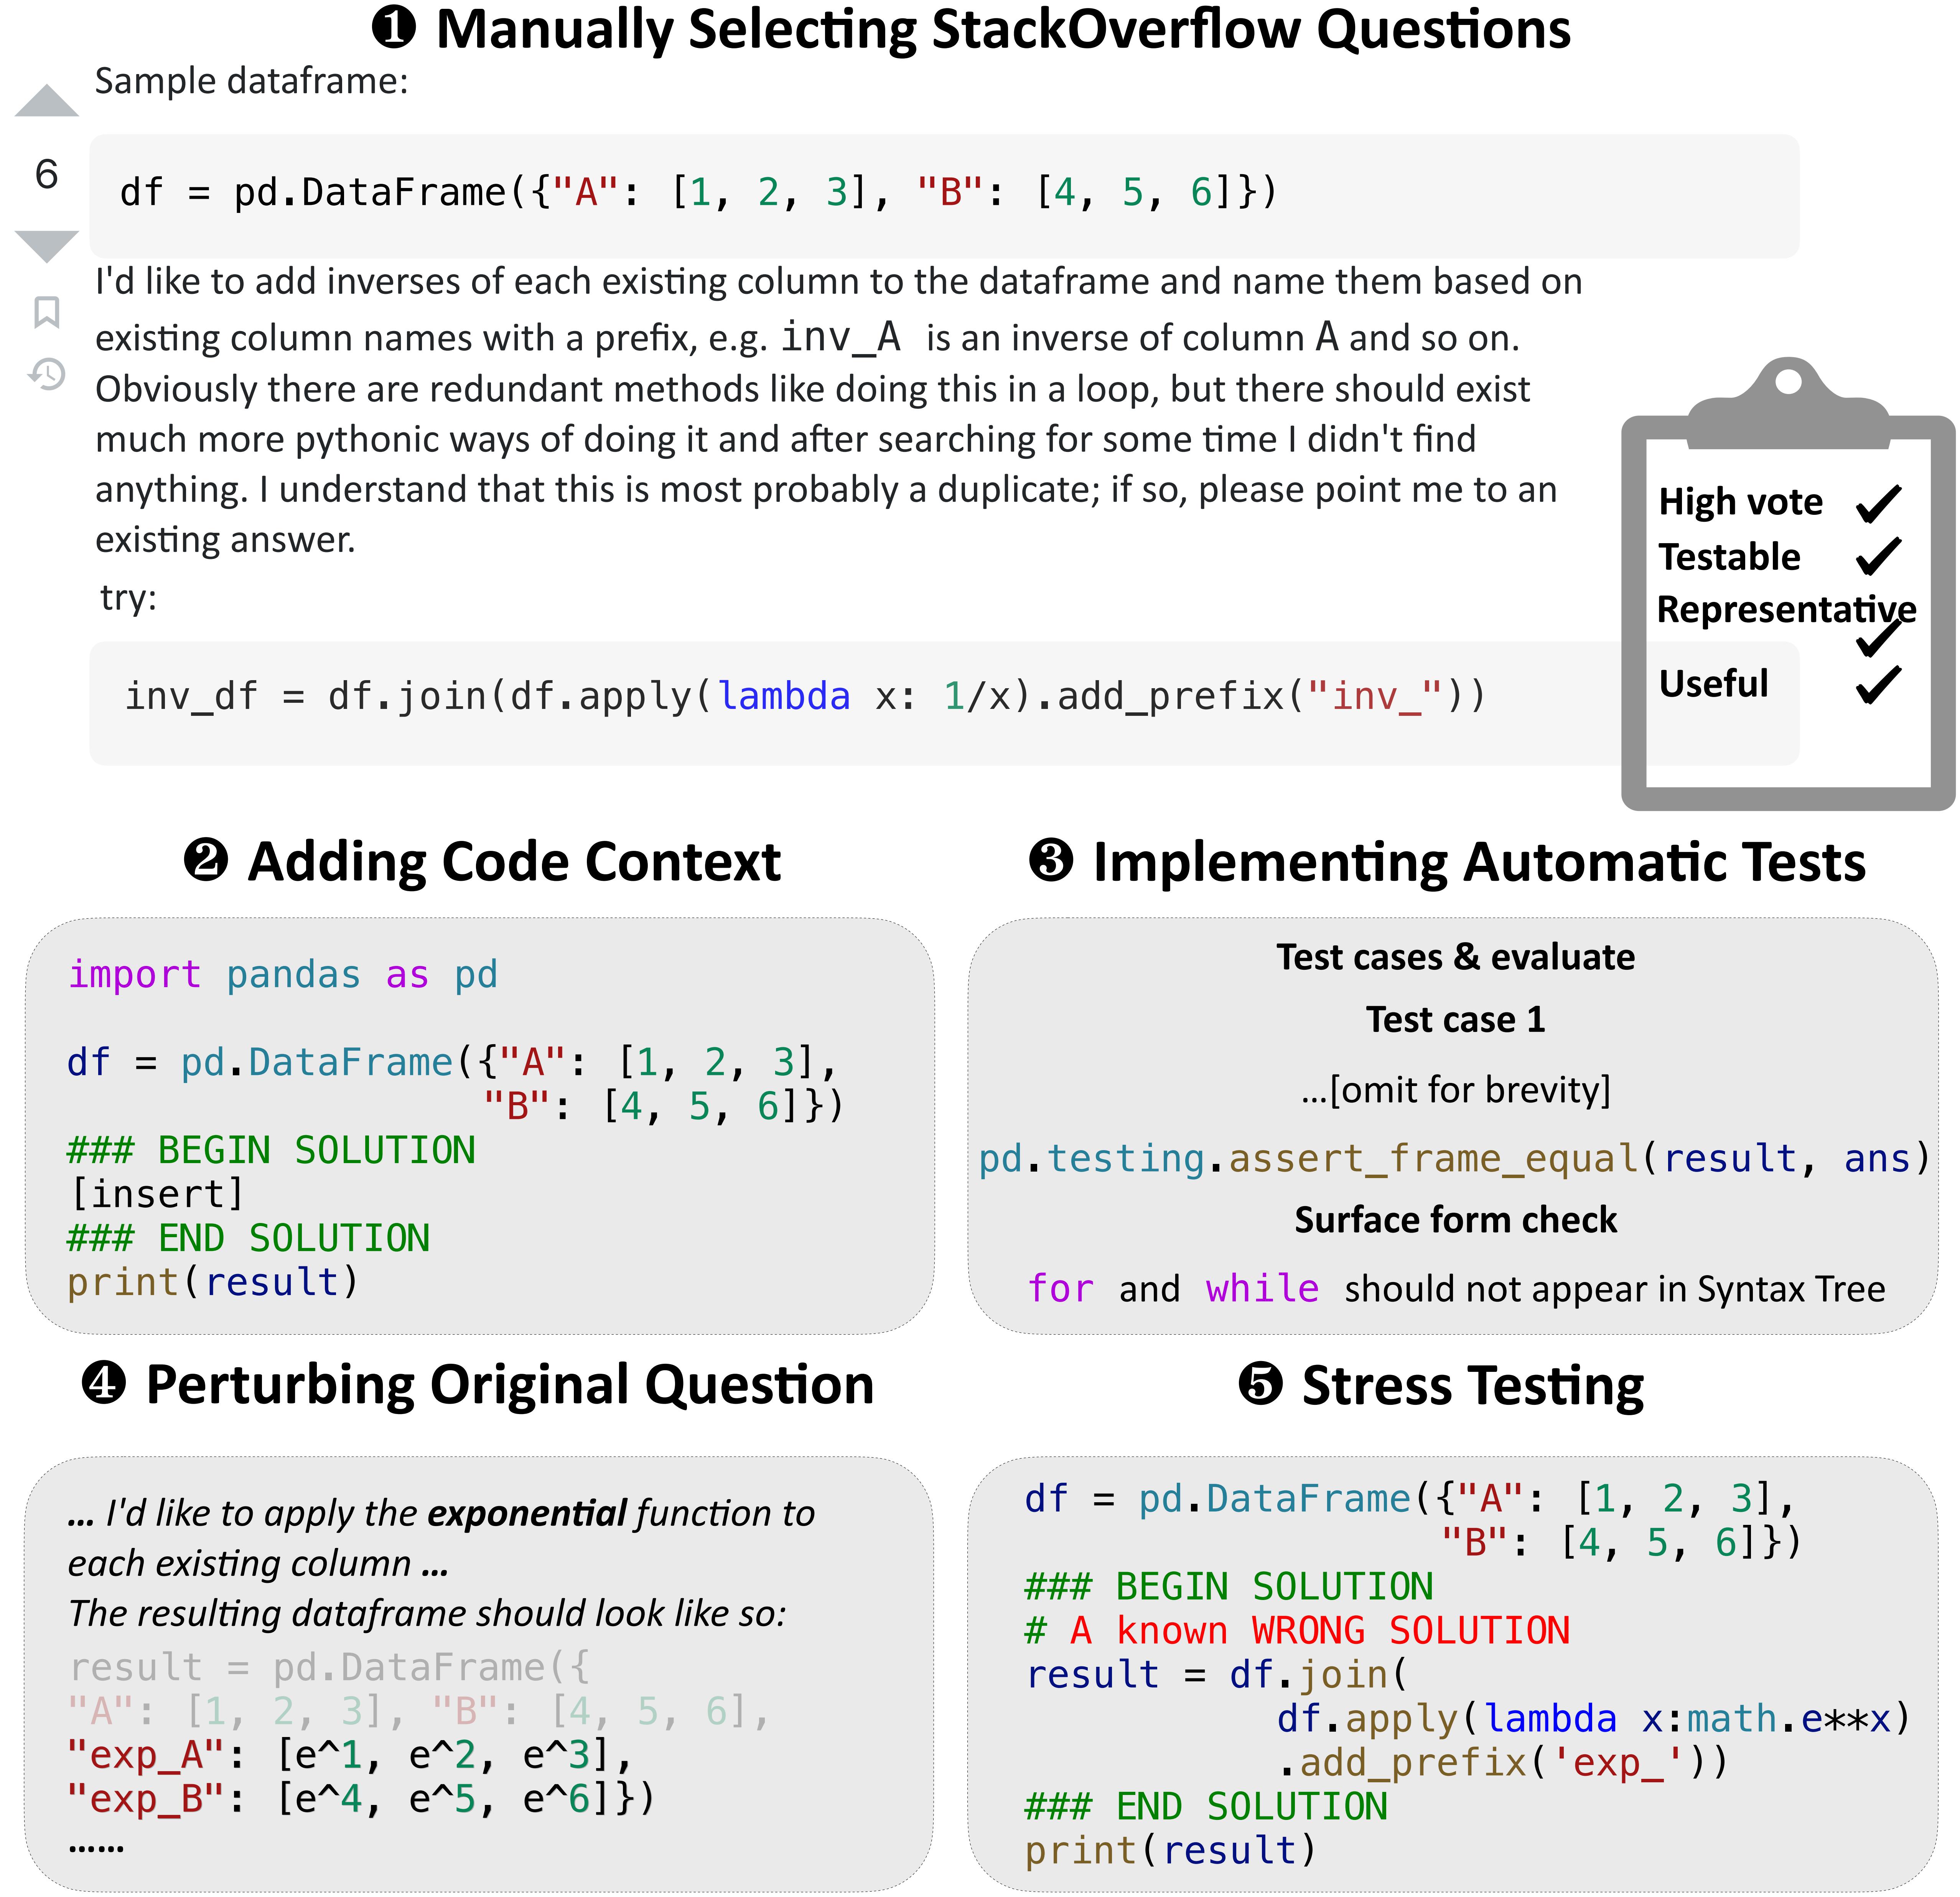 ❶ Manually Selecting StackOverflow Questions
Sample dataframe:
6
df = pd.DataFrame({"A": [1, 2, 3], "B": [4, 5, 6]})
I'd like to add inverses of each existing column to the dataframe and name them based on
existing column names with a prefix, e.g. inv_A is an inverse of column A and so on.
Obviously there are redundant methods like doing this in a loop, but there should exist
much more pythonic ways of doing it and after searching for some time I didn't find
anything. I understand that this is most probably a duplicate; if so, please point me to an
existing answer.
try:
inv_df = df.join(df.apply(lambda x: 1/x).add_prefix("inv_"))
High vote ✓
Testable ✓
Representative ✓
Useful ✓
❷ Adding Code Context
import pandas as pd
df = pd.DataFrame({"A": [1, 2, 3],
"B": [4, 5, 6]})
### BEGIN SOLUTION
[insert]
### END SOLUTION
print(result)
❸ Implementing Automatic Tests
Test cases & evaluate
Test case 1
...[omit for brevity]
pd.testing.assert_frame_equal(result, ans)
Surface form check
for and while should not appear in Syntax Tree
❹ Perturbing Original Question
... I'd like to apply the exponential function to
each existing column ...
The resulting dataframe should look like so:
result = pd.DataFrame({
"A": [1, 2, 3], "B": [4, 5, 6],
"exp_A": [e^1, e^2, e^3],
"exp_B": [e^4, e^5, e^6]})
......
❺ Stress Testing
df = pd.DataFrame({"A": [1, 2, 3],
"B": [4, 5, 6]})
### BEGIN SOLUTION
# A known WRONG SOLUTION
result = df.join(
df.apply(lambda x:math.e**x)
.add_prefix('exp_'))
### END SOLUTION
print(result)